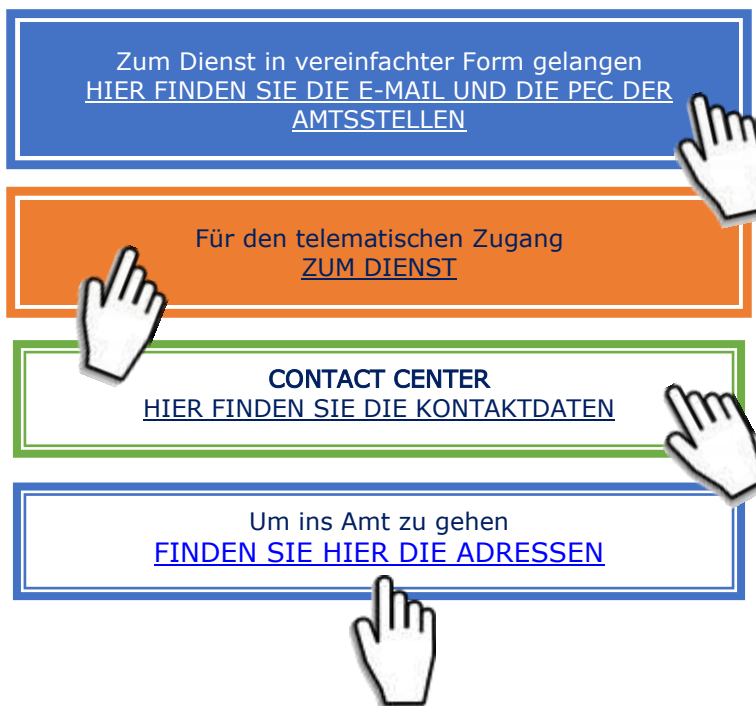 Zum Dienst in vereinfachter Form gelangen
HIER FINDEN SIE DIE E-MAIL UND DIE PEC DER
AMTSSTELLEN
Für den telematischen Zugang
ZUM DIENST
CONTACT CENTER
HIER FINDEN SIE DIE KONTAKTDATEN
Um ins Amt zu gehen
FINDEN SIE HIER DIE ADRESSEN